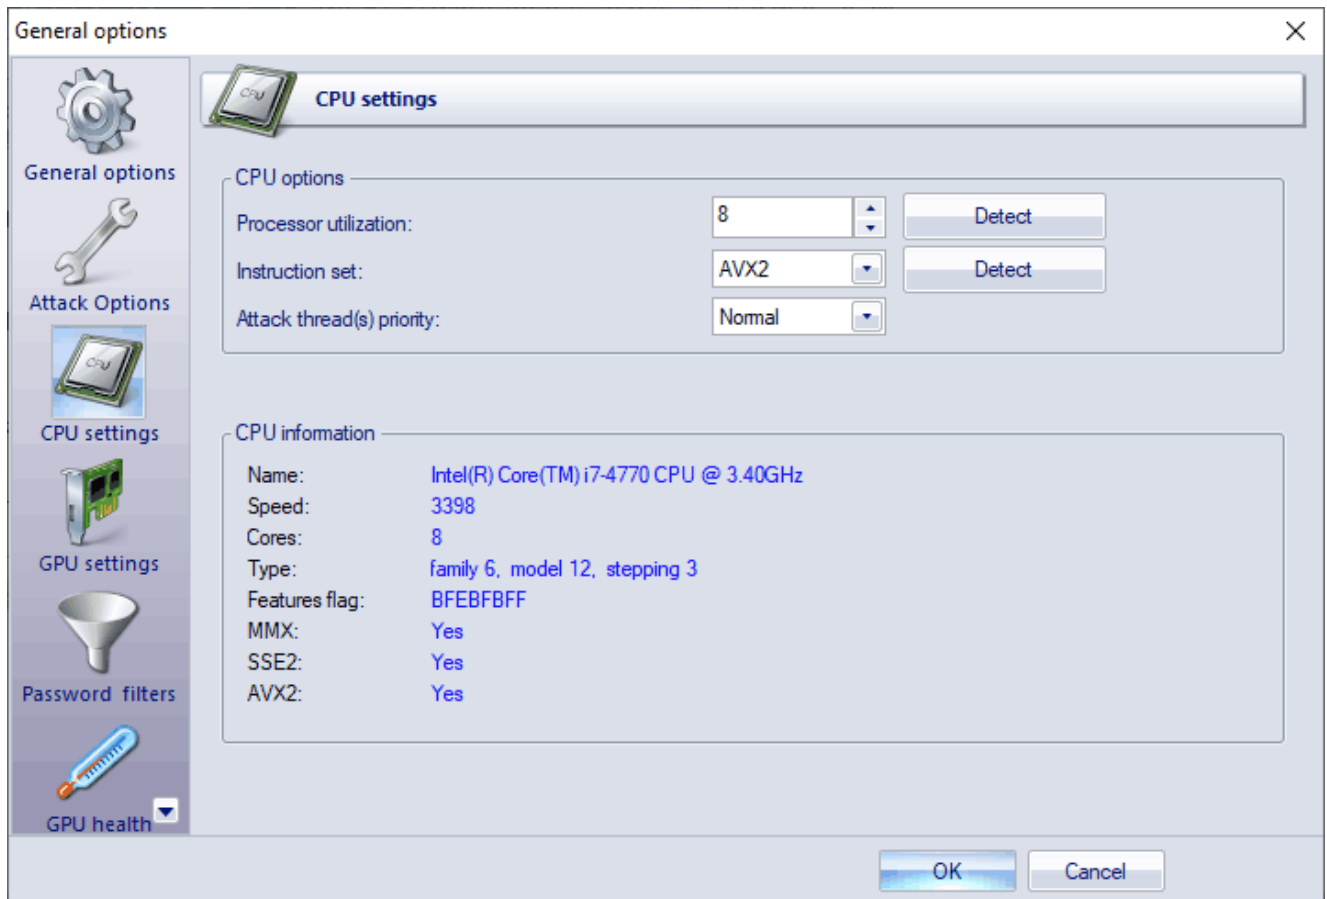 General options
General options
Attack Options
CPU
CPU settings
GPU settings
Password filters
GPU health
CPU
CPU settings
CPU options
Processor utilization:
8
Detect
Instruction set:
AVX2
Detect
Attack thread(s) priority:
Normal
CPU information
Name: Intel(R) Core(TM) i7-4770 CPU @ 3.40GHz
Speed: 3398
Cores: 8
Type: family 6, model 12, stepping 3
Features flag: BFEBFBFF
MMX: Yes
SSE2: Yes
AVX2: Yes
OK
Cancel